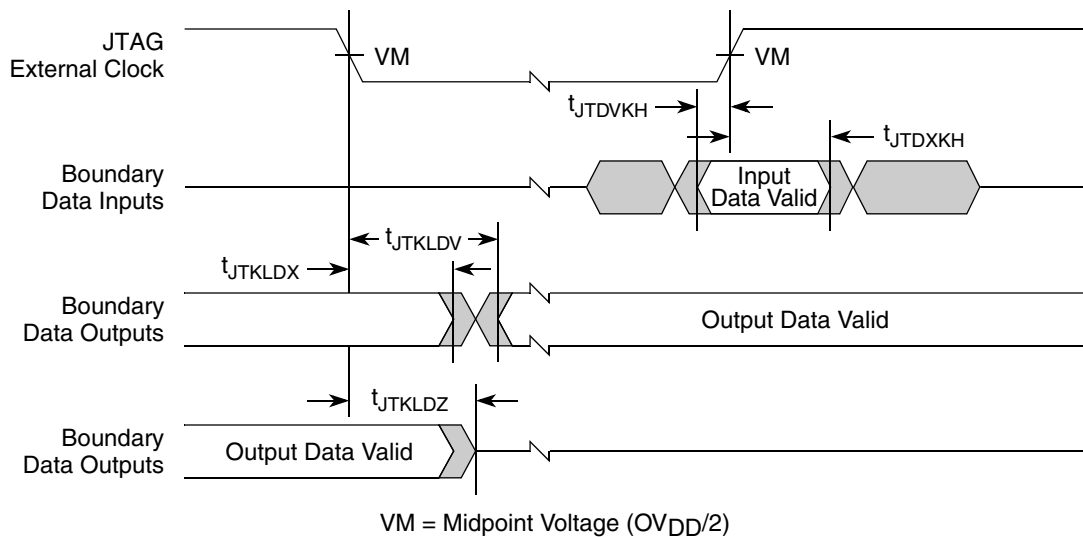 JTAG
External Clock
VM
VM
tJTDVKH
tJTDXKH
Boundary
Data Inputs
Input
Data Valid
tJTKLDV
tJTKLDX
Boundary
Data Outputs
Output Data Valid
tJTKLDZ
Boundary
Data Outputs
Output Data Valid
VM = Midpoint Voltage (OVDD/2)